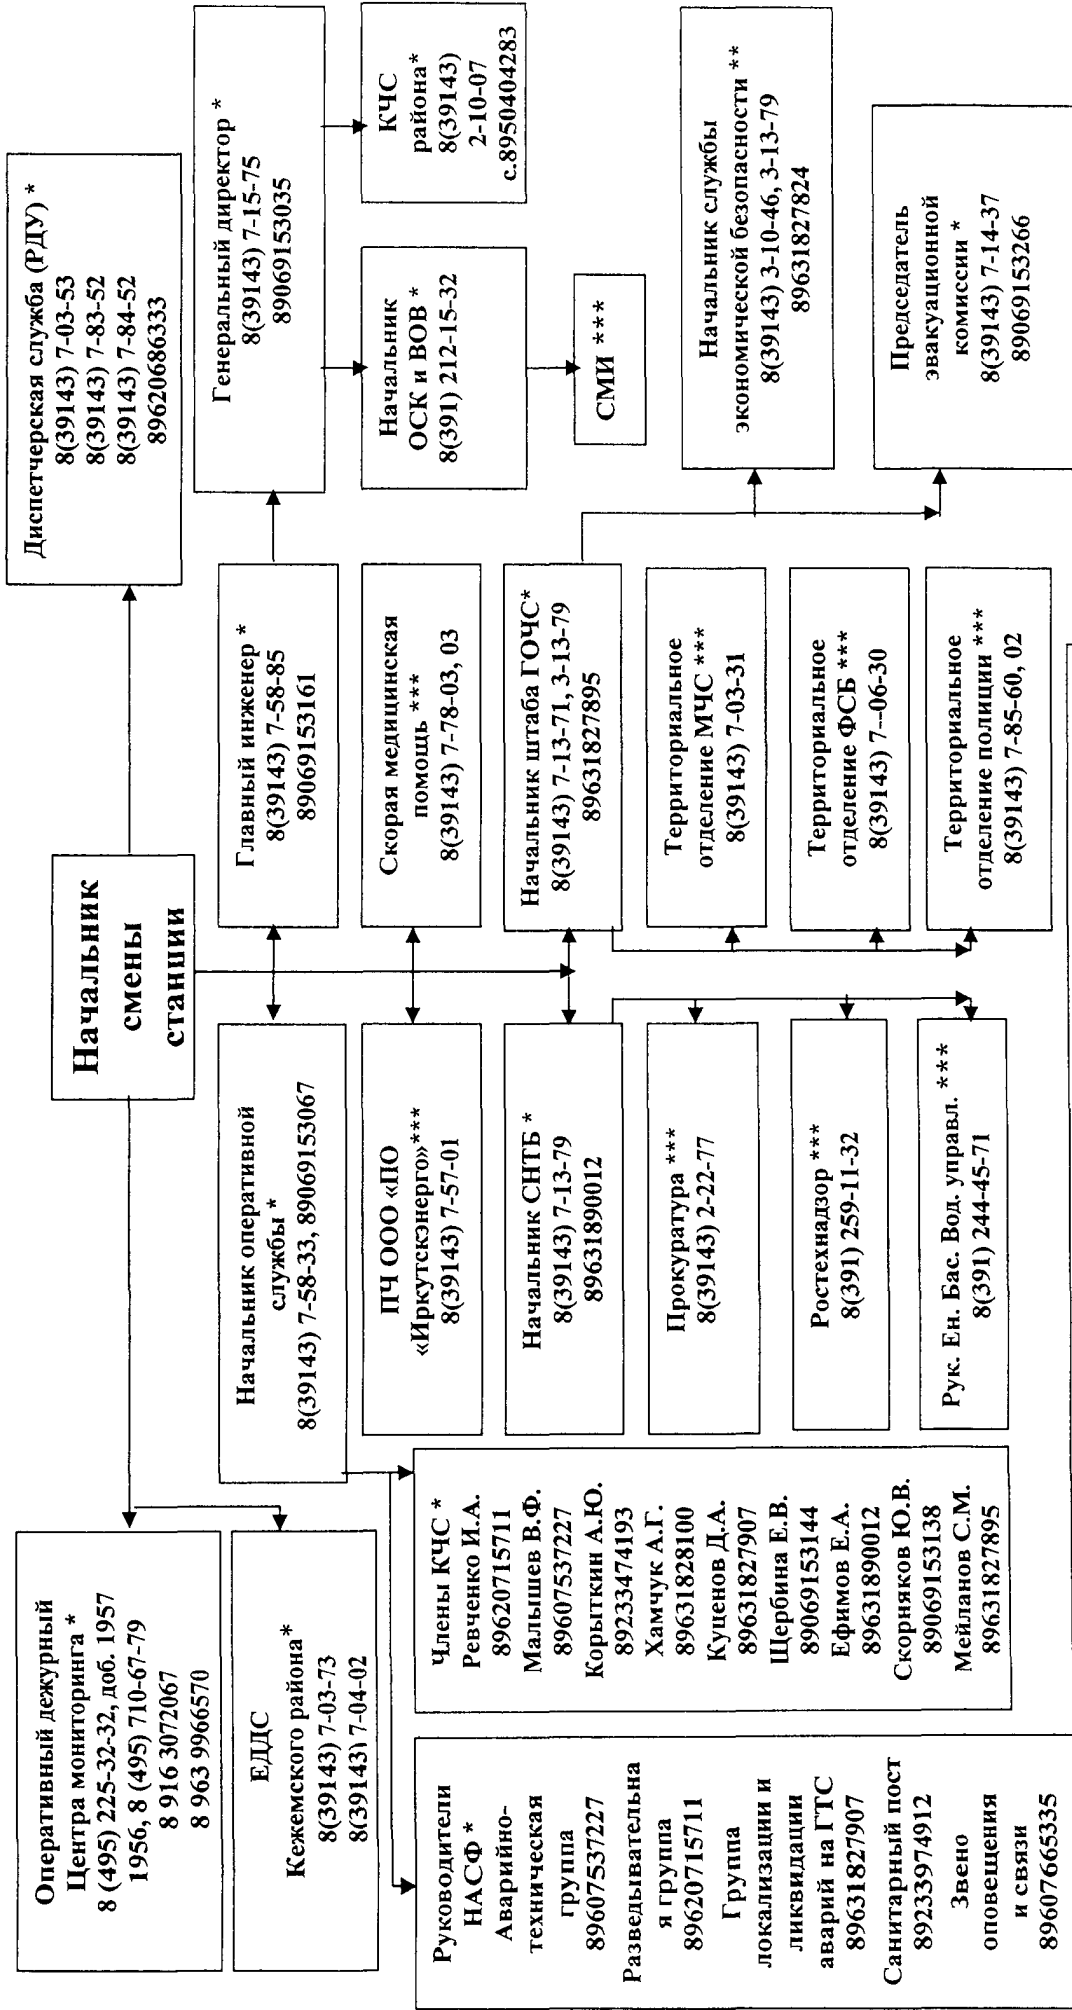 Начальник
смены
станции
Оперативный дежурный
Центра мониторинга *
8 (495) 225-32-32, доб. 1957
1956, 8 (495) 710-67-79
8 916 3072067
8 963 9966570
ЕДДС
Кежемского района*
8(39143) 7-03-73
8(39143) 7-04-02
Диспетчерская служба (РДУ) *
8(39143) 7-03-53
8(39143) 7-83-52
8(39143) 7-84-52
89620686333
Начальник оперативной
службы *
8(39143) 7-58-33, 89069153067
Главный инженер *
8(39143) 7-58-85
89069153161
Генеральный директор *
8(39143) 7-15-75
89069153035
ПЧ ООО «ПО
«Иркутскэнерго»***
8(39143) 7-57-01
Скорая медицинская
помощь ***
8(39143) 7-78-03, 03
Начальник
ОСК и ВОВ *
8(391) 212-15-32
КЧС
района*
8(39143)
2-10-07
с.8950404283
СМИ ***
Начальник СНТБ *
8(39143) 7-13-79
89631890012
Начальник штаба ГОЧС*
8(39143) 7-13-71, 3-13-79
89631827895
Прокуратура ***
8(39143) 2-22-77
Территориальное
отделение МЧС ***
8(39143) 7-03-31
Начальник службы
экономической безопасности **
8(39143) 3-10-46, 3-13-79
89631827824
Ростехнадзор ***
8(391) 259-11-32
Территориальное
отделение ФСБ ***
8(39143) 7--06-30
Председатель
эвакуационной
комиссии *
8(39143) 7-14-37
89069153266
Рук. Ен. Бас. Вод. управл. ***
8(391) 244-45-71
Территориальное
отделение полиции ***
8(39143) 7-85-60, 02
Руководители
НАСФ *
Аварийно-
техническая
группа
89607537227
Разведывательна
я группа
89620715711
Группа
локализации и
ликвидации
аварий на ГТС
89631827907
Санитарный пост
89233974912
Звено
оповещения
и связи
89607665335
Члены КЧС *
Ревченко И.А.
89620715711
Малышев В.Ф.
89607537227
Корыткин А.Ю.
89233474193
Хамчук А.Г.
89631828100
Куценов Д.А.
89631827907
Щербина Е.В.
89069153144
Ефимов Е.А.
89631890012
Скорняков Ю.В.
89069153138
Мейланов С.М.
89631827895